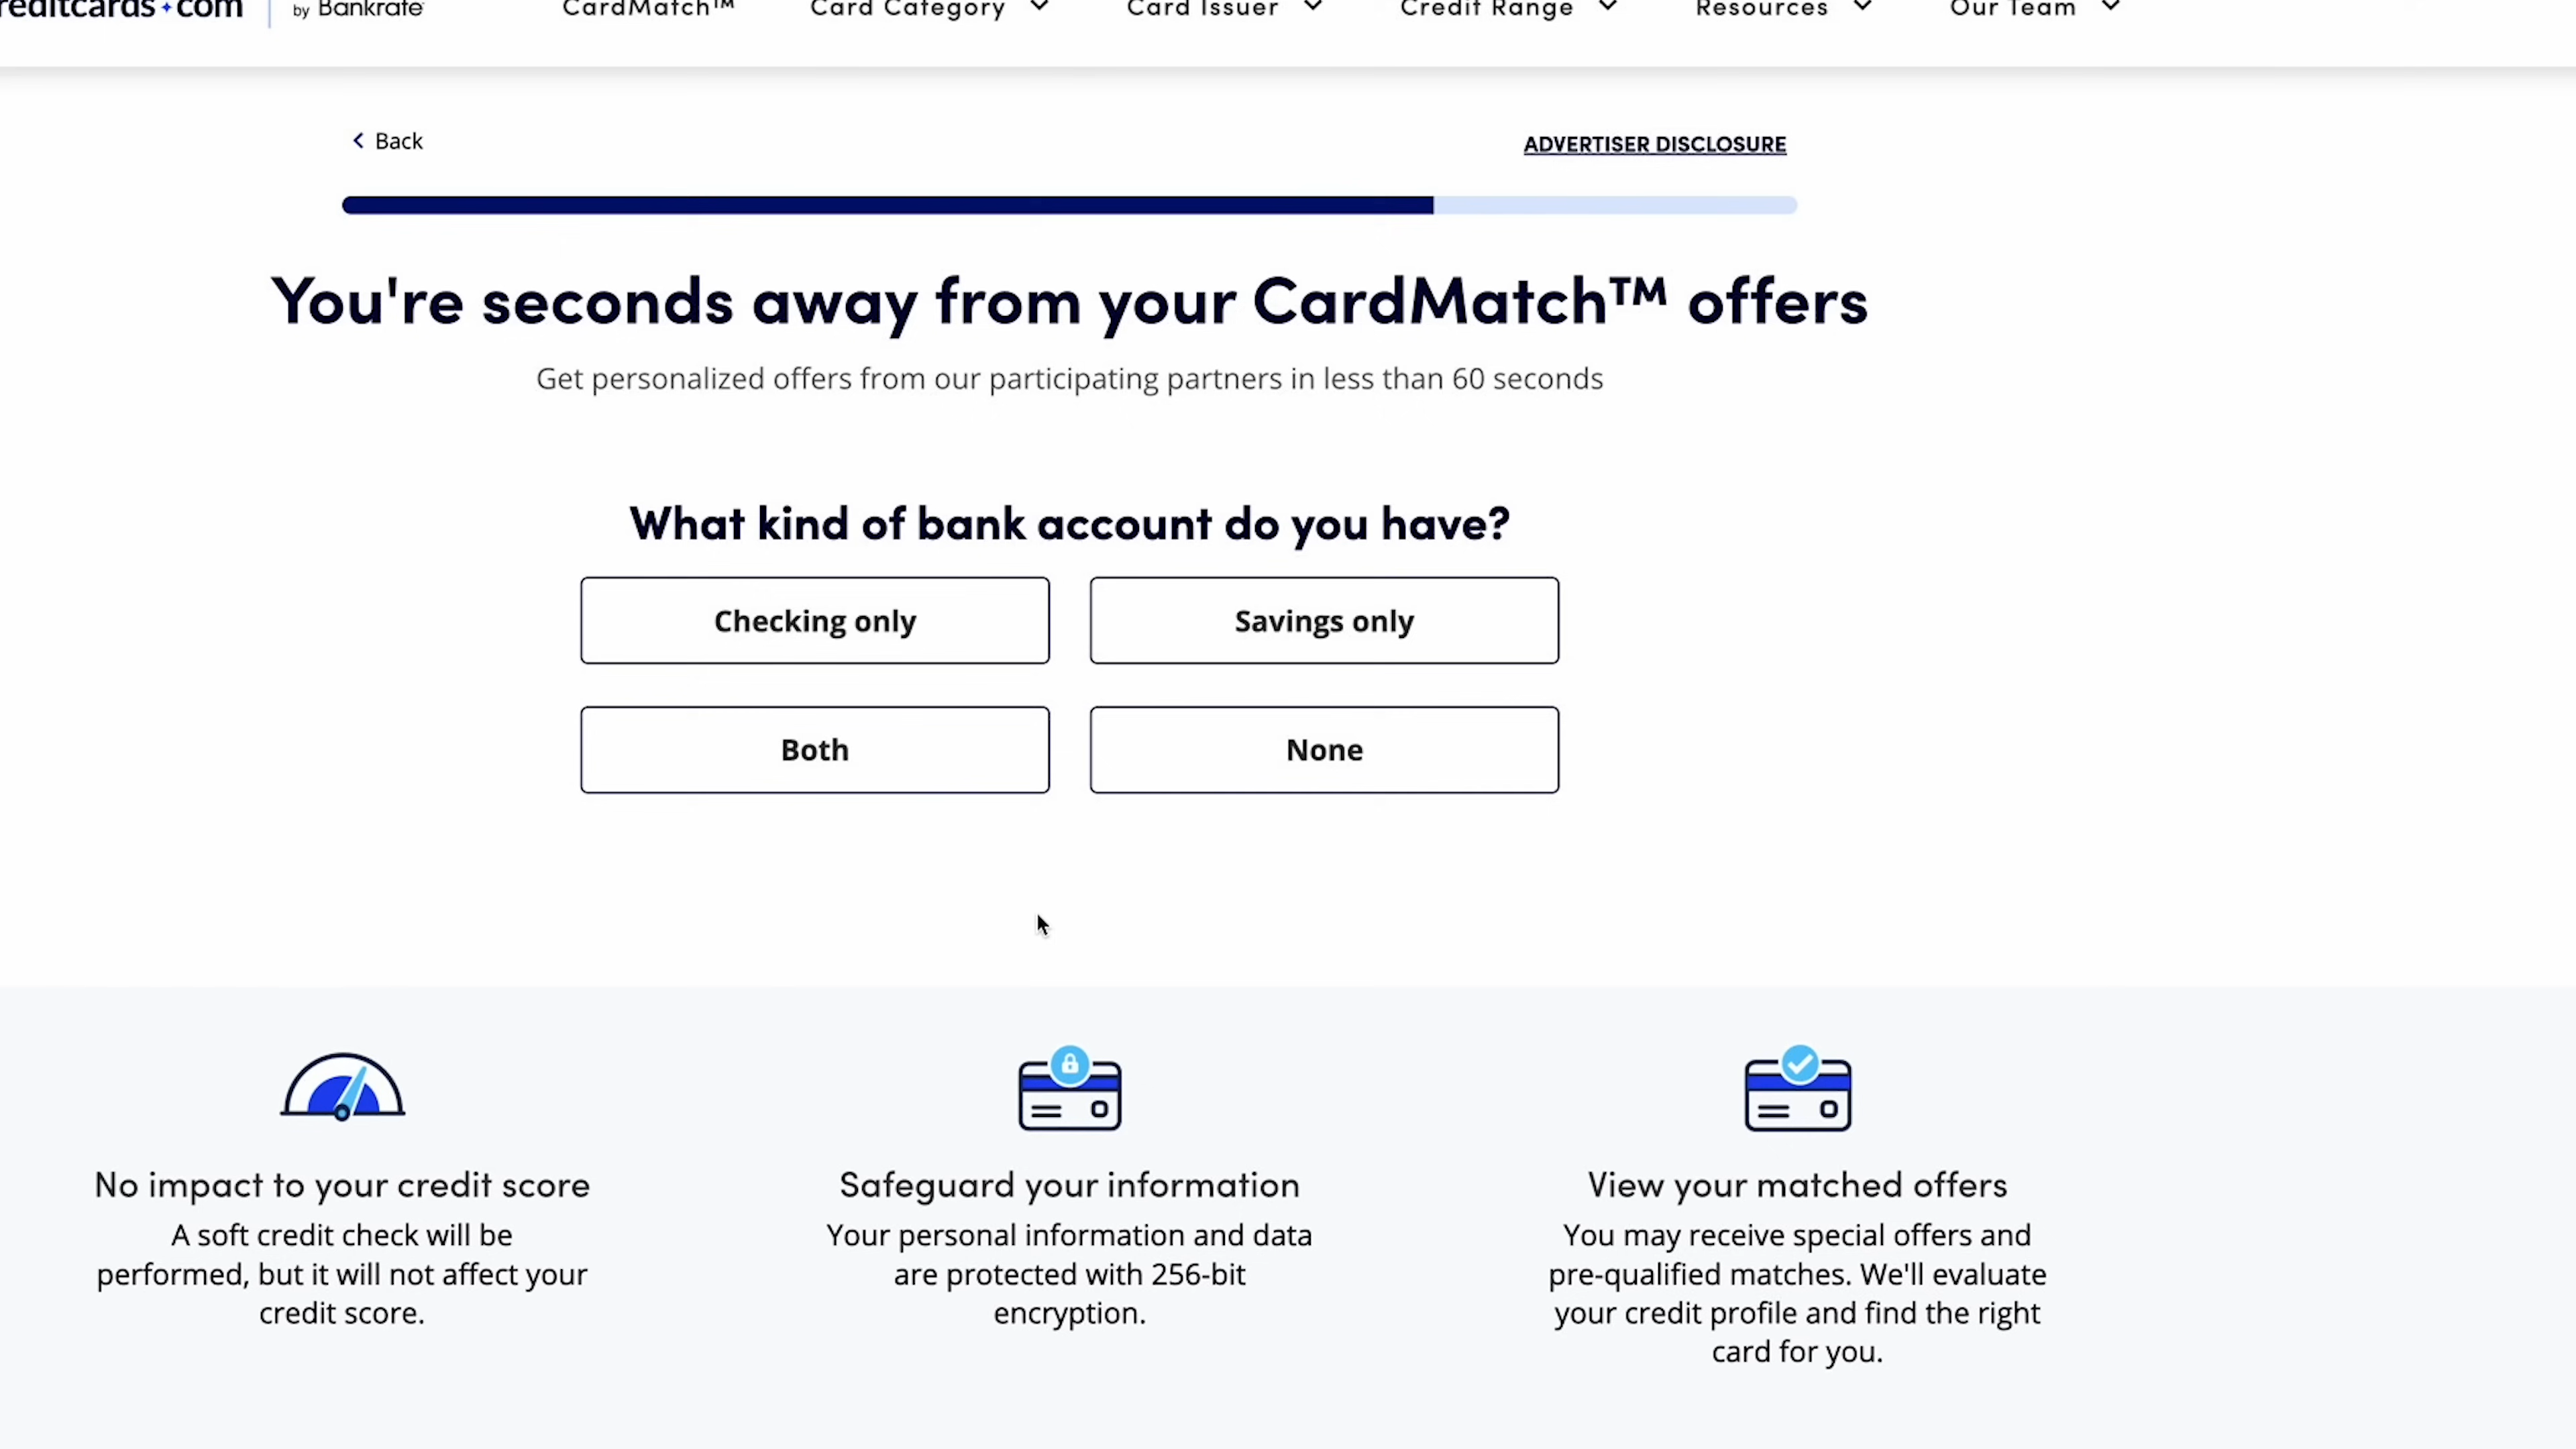 by Bankrate
CardMatch™ Card Category Card Issuer Credit Range Resources Our Team
Back
ADVERTISER DISCLOSURE
You're seconds away from your CardMatch™ offers
Get personalized offers from our participating partners in less than 60 seconds
What kind of bank account do you have?
Checking only
Savings only
Both
None
No impact to your credit score
A soft credit check will be
performed, but it will not affect your
credit score.
Safeguard your information
Your personal information and data
are protected with 256-bit
encryption.
View your matched offers
You may receive special offers and
pre-qualified matches. We'll evaluate
your credit profile and find the right
card for you.